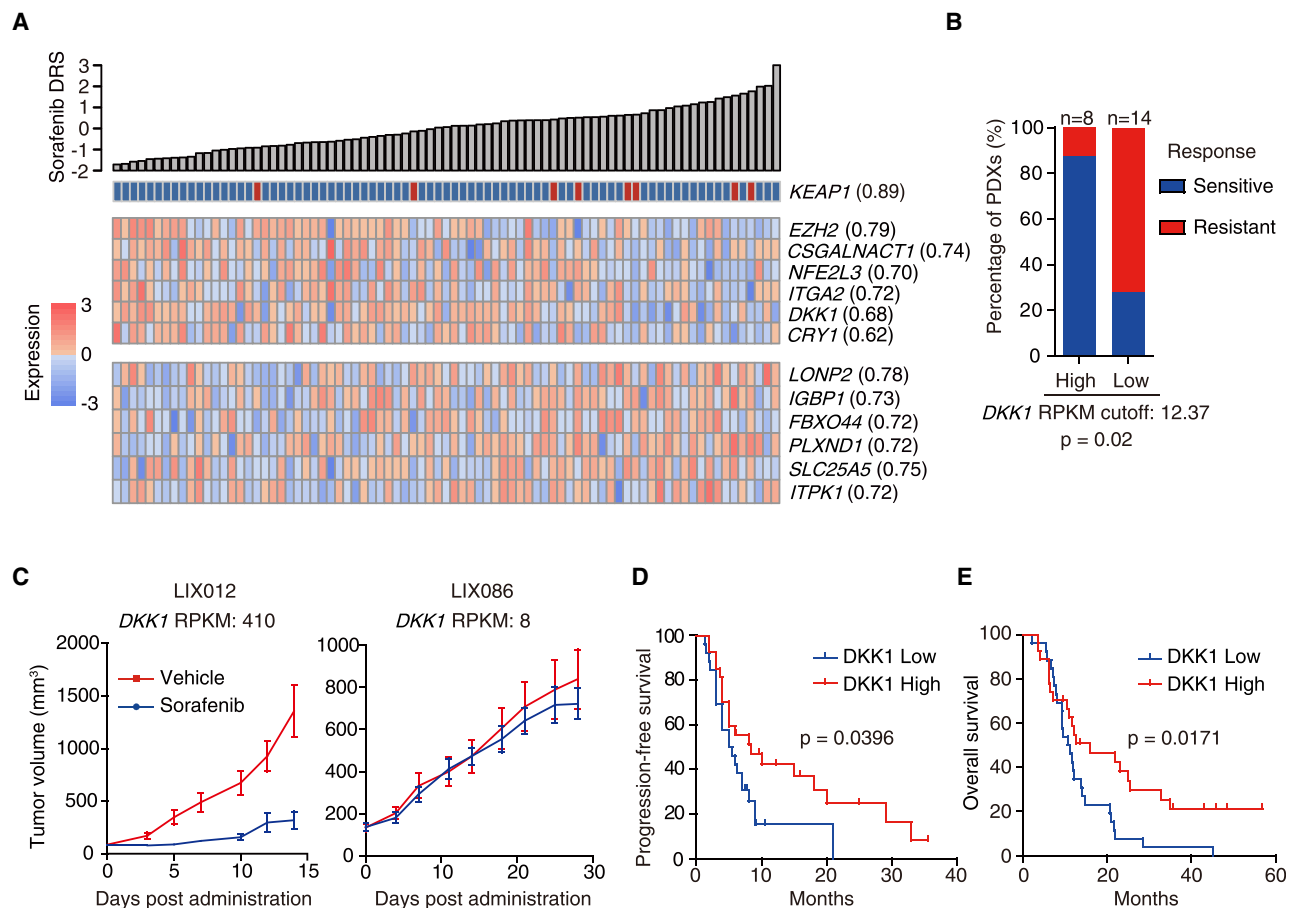 A
Sorafenib DRS
3
2
1
0
-1
-2
KEAP1 (0.89)
EZH2 (0.79)
CSGALNACT1 (0.74)
NFE2L3 (0.70)
ITGA2 (0.72)
DKK1 (0.68)
CRY1 (0.62)
Expression
3
0
-3
LONP2 (0.78)
IGBP1 (0.73)
FBXO44 (0.72)
PLXND1 (0.72)
SLC25A5 (0.75)
ITPK1 (0.72)
B
Percentage of PDXs (%)
n=8 n=14
100
80
60
40
20
0
Response
Sensitive
Resistant
High Low
DKK1 RPKM cutoff: 12.37
p = 0.02
C
LIX012
DKK1 RPKM: 410
Tumor volume (mm³)
2000
1500
1000
500
0
Vehicle
Sorafenib
0 5 10 15
Days post administration
LIX086
DKK1 RPKM: 8
1000
800
600
400
200
0
0 10 20 30
Days post administration
D
Progression-free survival
100
80
60
40
20
0
DKK1 Low
DKK1 High
p = 0.0396
0 10 20 30 40
Months
E
Overall survival
100
80
60
40
20
0
DKK1 Low
DKK1 High
p = 0.0171
0 20 40 60
Months